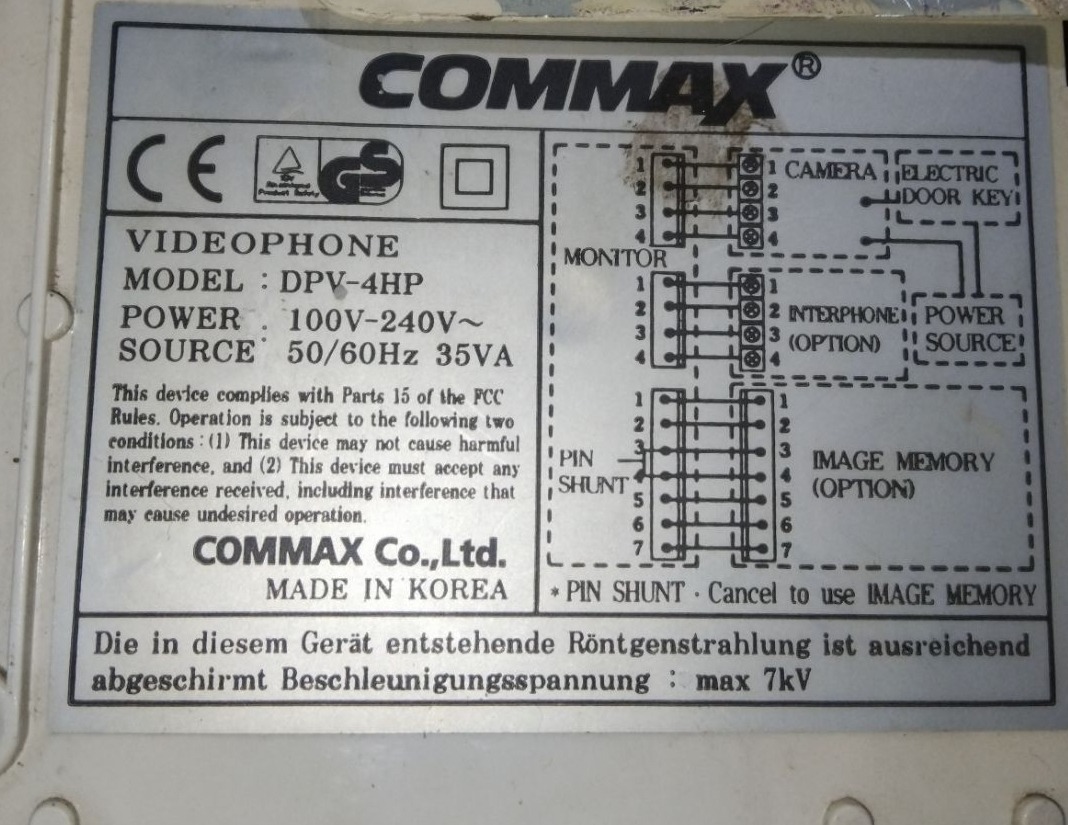 COMMAX®
CE
GS
VIDEOPHONE
MODEL : DPV-4HP
POWER : 100V-240V~
SOURCE 50/60Hz 35VA
This device complies with Parts 15 of the FCC
Rules. Operation is subject to the following two
conditions : (1) This device may not cause harmful
interference, and (2) This device must accept any
interference received, including interference that
may cause undesired operation.
COMMAX Co.,Ltd.
MADE IN KOREA
MONITOR
1 1
2 2
3 3
4 4
CAMERA
ELECTRIC
DOOR KEY
1 1
2 2
3 3
4 4
INTERPHONE
(OPTION)
POWER
SOURCE
1 1
2 2
3 3
4 4
5 5
6 6
7 7
PIN
SHUNT
IMAGE MEMORY
(OPTION)
* PIN SHUNT · Cancel to use IMAGE MEMORY
Die in diesem Gerät entstehende Röntgenstrahlung ist ausreichend
abgeschirmt Beschleunigungsspannung : max 7kV